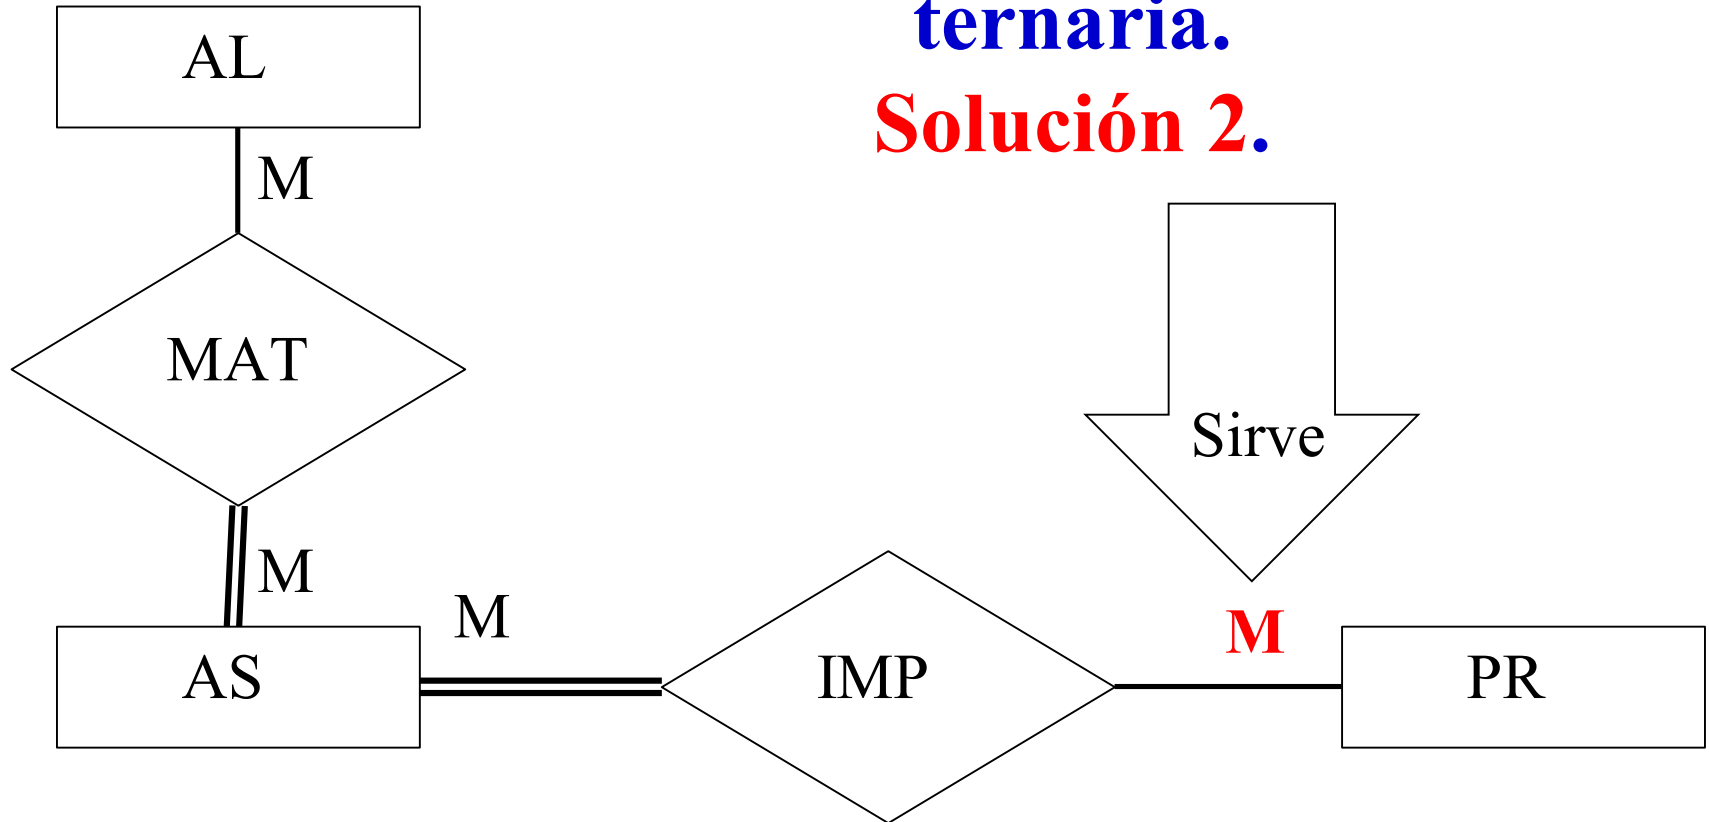 ternaria.
Solución 2.
AL
M
MAT
Sirve
M
M
M
AS
IMP
PR